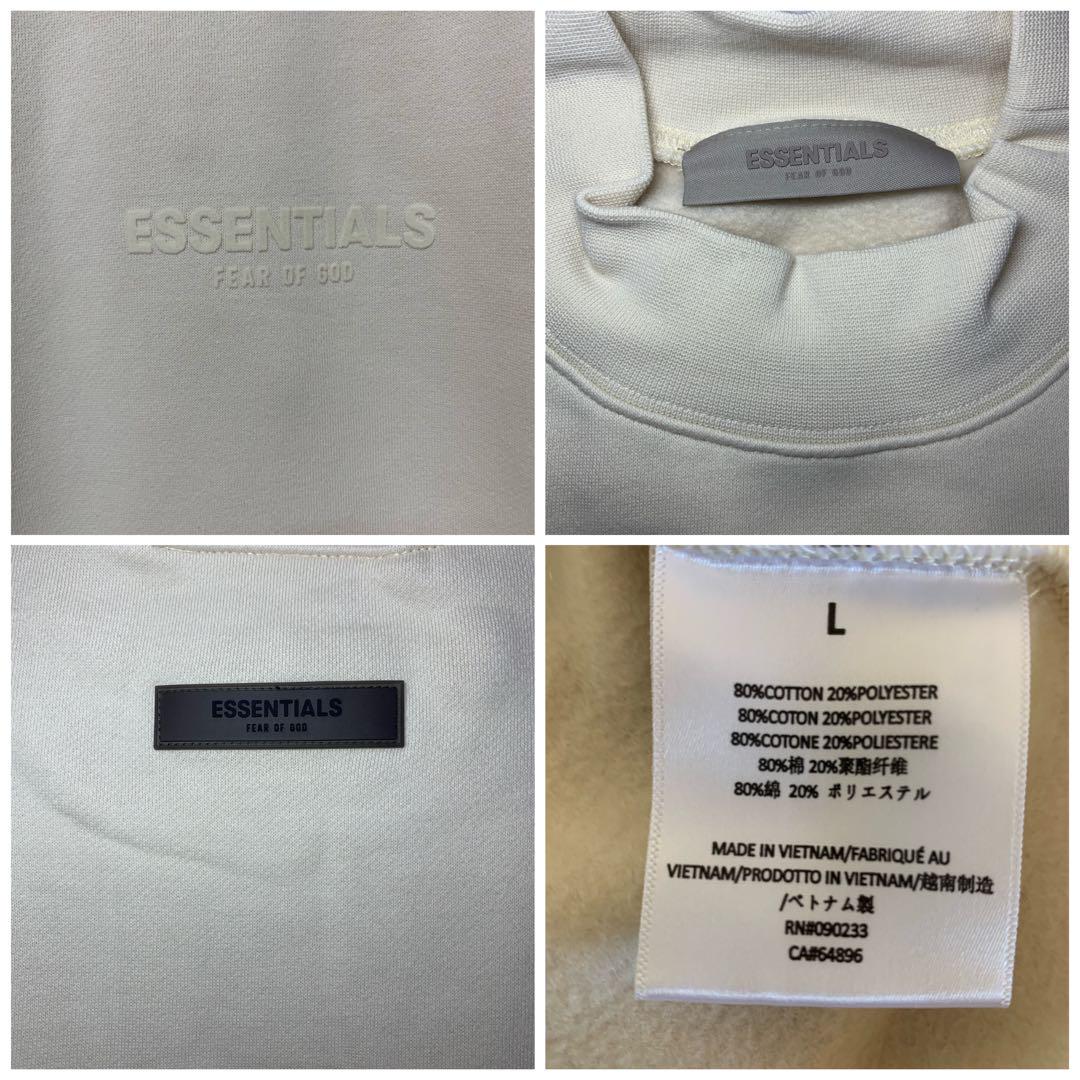 ESSENTIALS
FEAR OF GOD
ESSENTIALS
FEAR OF GOD
ESSENTIALS
FEAR OF GOD
L
80%COTTON 20%POLYESTER
80%COTON 20%POLYESTER
80%COTONE 20%POLIESTERE
80%棉 20%聚酯纤维
80%綿 20% ポリエステル
MADE IN VIETNAM/FABRIQUÉ AU
VIETNAM/PRODOTTO IN VIETNAM/越南制造
/ベトナム製
RN#090233
CA#64896